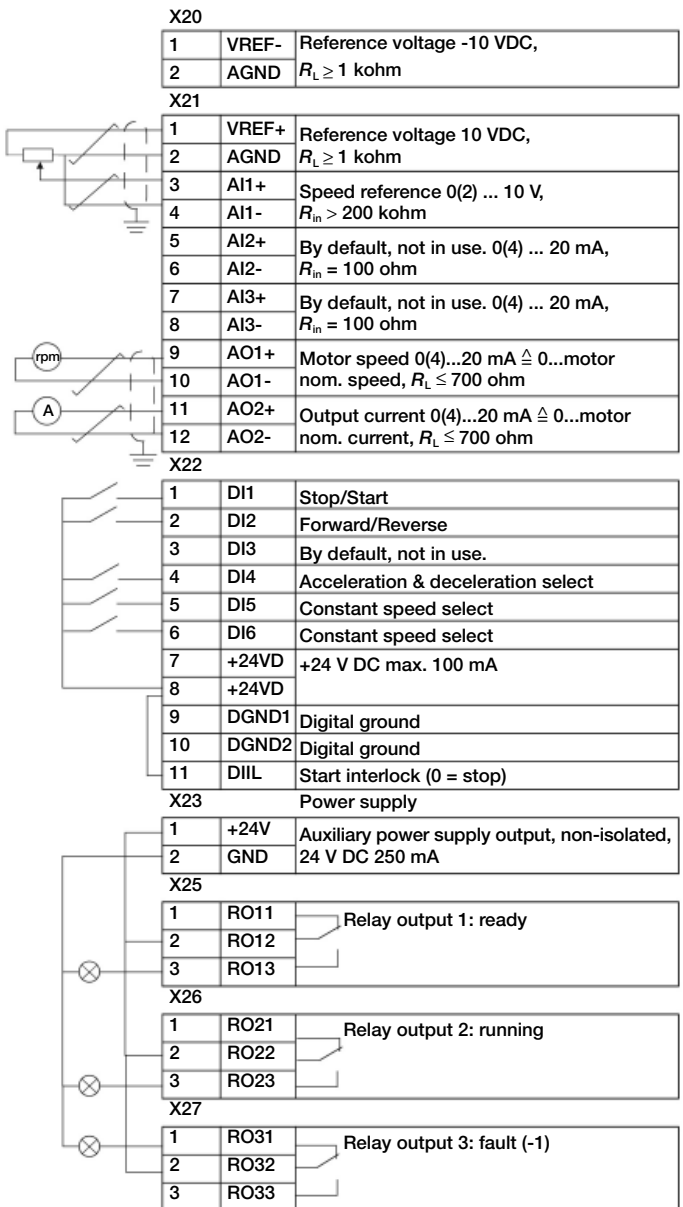 X20
1 VREF- Reference voltage -10 VDC,
2 AGND R_L ≥ 1 kohm
X21
1 VREF+ Reference voltage 10 VDC,
2 AGND R_L ≥ 1 kohm
3 AI1+ Speed reference 0(2) ... 10 V,
4 AI1- R_in > 200 kohm
5 AI2+ By default, not in use. 0(4) ... 20 mA,
6 AI2- R_in = 100 ohm
7 AI3+ By default, not in use. 0(4) ... 20 mA,
8 AI3- R_in = 100 ohm
rpm 9 AO1+ Motor speed 0(4)...20 mA ≙ 0...motor
10 AO1- nom. speed, R_L ≤ 700 ohm
A 11 AO2+ Output current 0(4)...20 mA ≙ 0...motor
12 AO2- nom. current, R_L ≤ 700 ohm
X22
1 DI1 Stop/Start
2 DI2 Forward/Reverse
3 DI3 By default, not in use.
4 DI4 Acceleration & deceleration select
5 DI5 Constant speed select
6 DI6 Constant speed select
7 +24VD +24 V DC max. 100 mA
8 +24VD
9 DGND1 Digital ground
10 DGND2 Digital ground
11 DIIL Start interlock (0 = stop)
X23 Power supply
1 +24V Auxiliary power supply output, non-isolated,
2 GND 24 V DC 250 mA
X25
1 RO11 Relay output 1: ready
2 RO12
3 RO13
X26
1 RO21 Relay output 2: running
2 RO22
3 RO23
X27
1 RO31 Relay output 3: fault (-1)
2 RO32
3 RO33